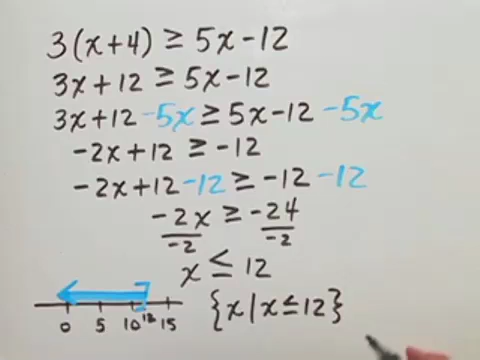 3(x+4) ≥ 5x-12
3x+12 ≥ 5x-12
3x+12 -5x ≥ 5x-12 -5x
-2x+12 ≥ -12
-2x+12 -12 ≥ -12 -12
-2x ≥ -24
-2 -2
x ≤ 12
{x|x≤12}
0 5 10 12 15